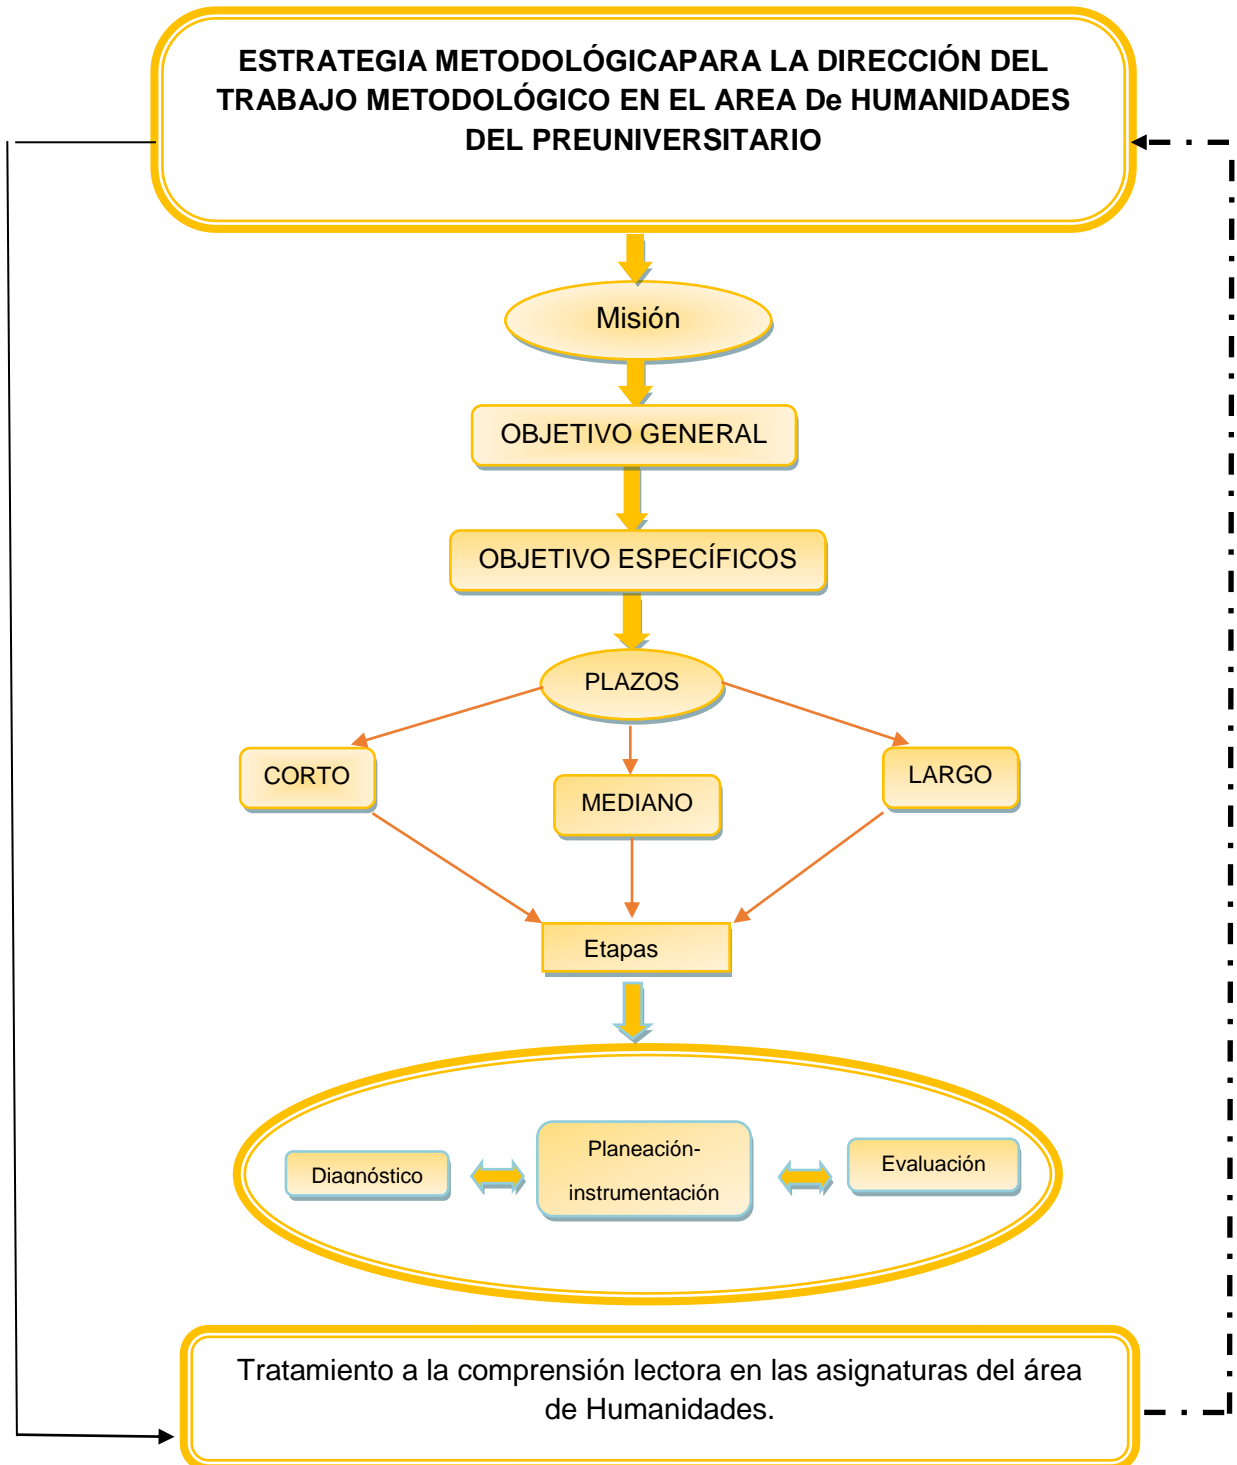 ESTRATEGIA METODOLÓGICAPARA LA DIRECCIÓN DEL
TRABAJO METODOLÓGICO EN EL AREA De HUMANIDADES
DEL PREUNIVERSITARIO
Misión
OBJETIVO GENERAL
OBJETIVO ESPECÍFICOS
PLAZOS
CORTO
MEDIANO
LARGO
Etapas
Diagnóstico
Planeación-
instrumentación
Evaluación
Tratamiento a la comprensión lectora en las asignaturas del área
de Humanidades.